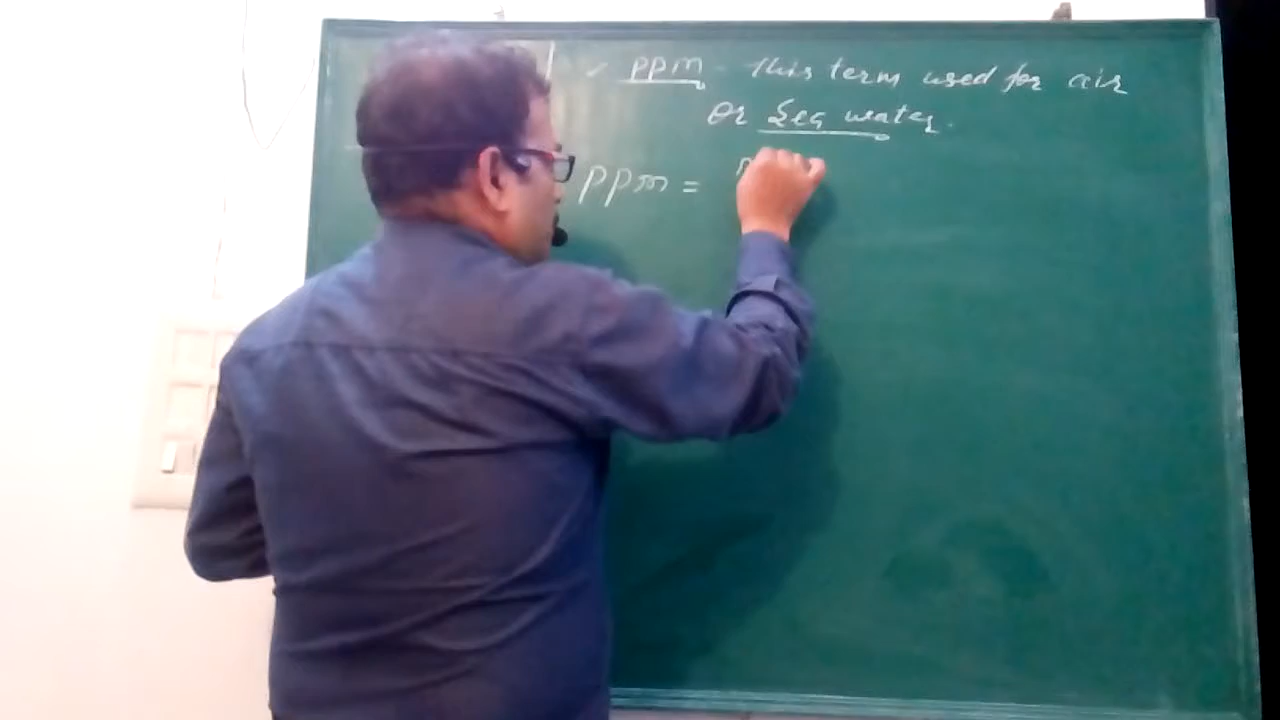 ppm - this term used for air
or Sea water.
ppm =